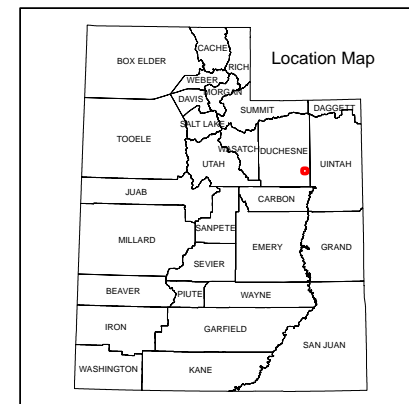 Location Map
CACHE
BOX ELDER
RICH
WEBER
MORGAN
DAVIS
SUMMIT
DAGGETT
SALT LAKE
TOOELE
WASATCH
DUCHESNE
UTAH
UINTAH
JUAB
CARBON
SANPETE
MILLARD
EMERY
GRAND
SEVIER
BEAVER
PIUTE
WAYNE
IRON
GARFIELD
SAN JUAN
WASHINGTON
KANE